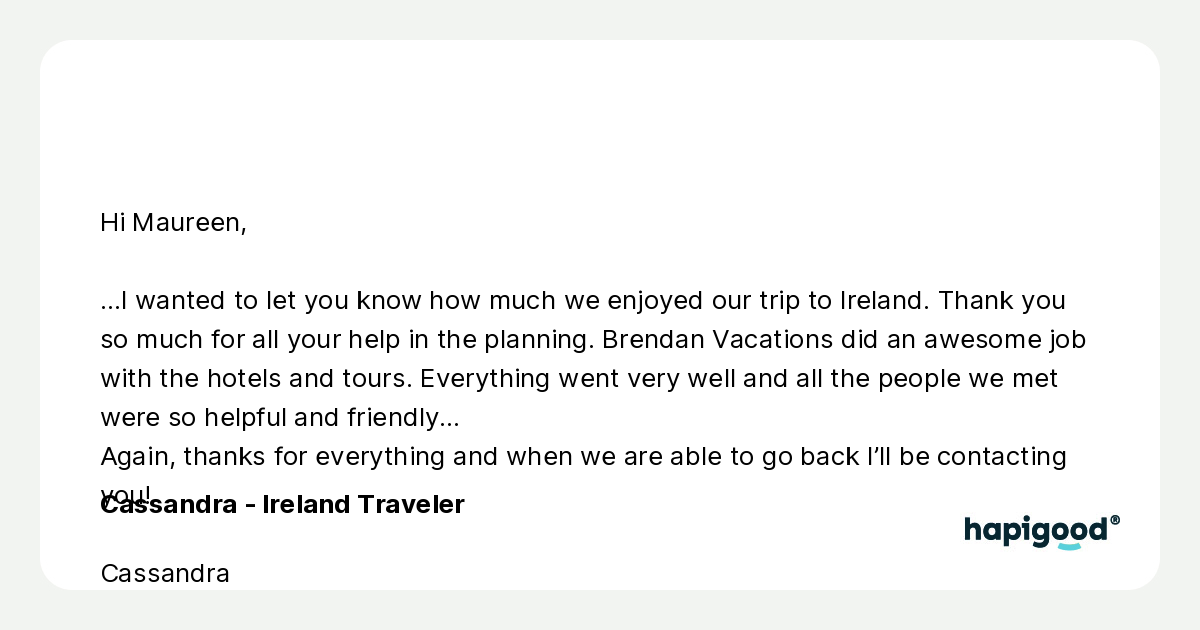 Hi Maureen,
...I wanted to let you know how much we enjoyed our trip to Ireland. Thank you
so much for all your help in the planning. Brendan Vacations did an awesome job
with the hotels and tours. Everything went very well and all the people we met
were so helpful and friendly...
Again, thanks for everything and when we are able to go back I’ll be contacting
you!
Cassandra - Ireland Traveler
hapigood®
Cassandra